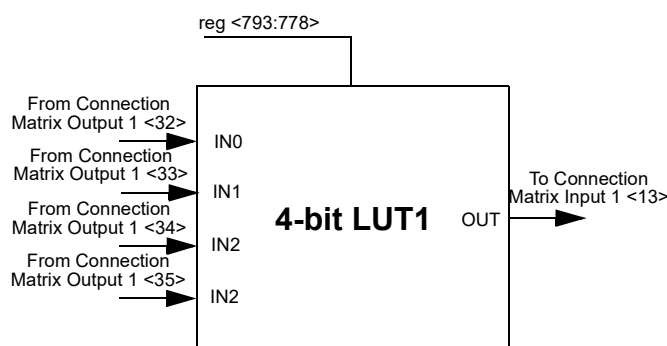 reg <793:778>
From Connection
Matrix Output 1 <32>
IN0
From Connection
Matrix Output 1 <33>
IN1
To Connection
Matrix Input 1 <13>
4-bit LUT1
OUT
From Connection
Matrix Output 1 <34>
IN2
From Connection
Matrix Output 1 <35>
IN2